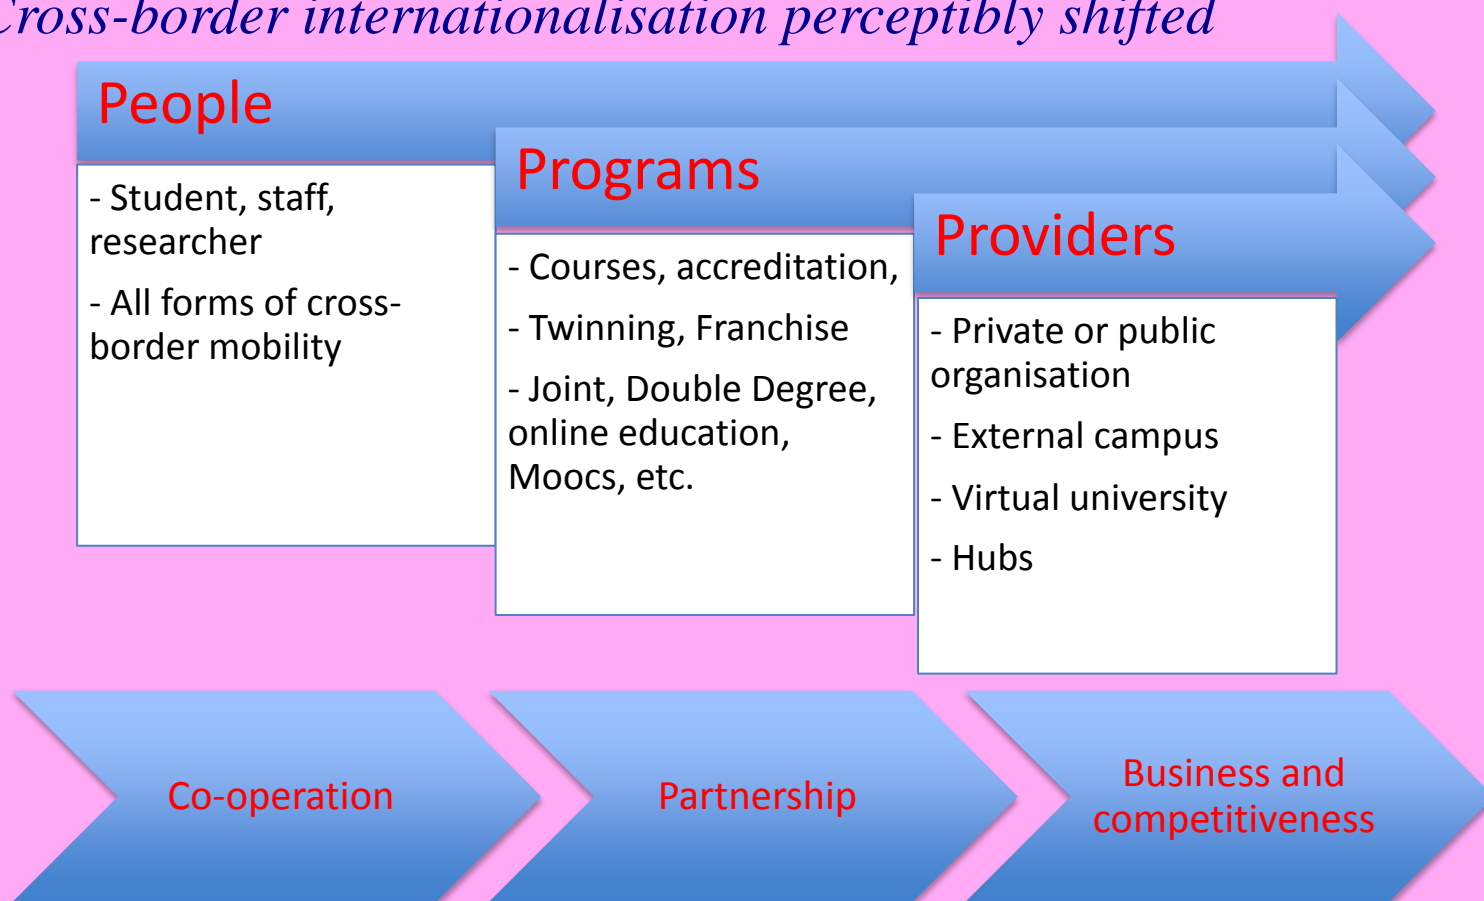 Cross-border internationalisation perceptibly shifted
People
- Student, staff,
researcher
- All forms of cross-
border mobility
Programs
- Courses, accreditation,
- Twinning, Franchise
- Joint, Double Degree,
online education,
Moocs, etc.
Providers
- Private or public
organisation
- External campus
- Virtual university
- Hubs
Co-operation
Partnership
Business and
competitiveness